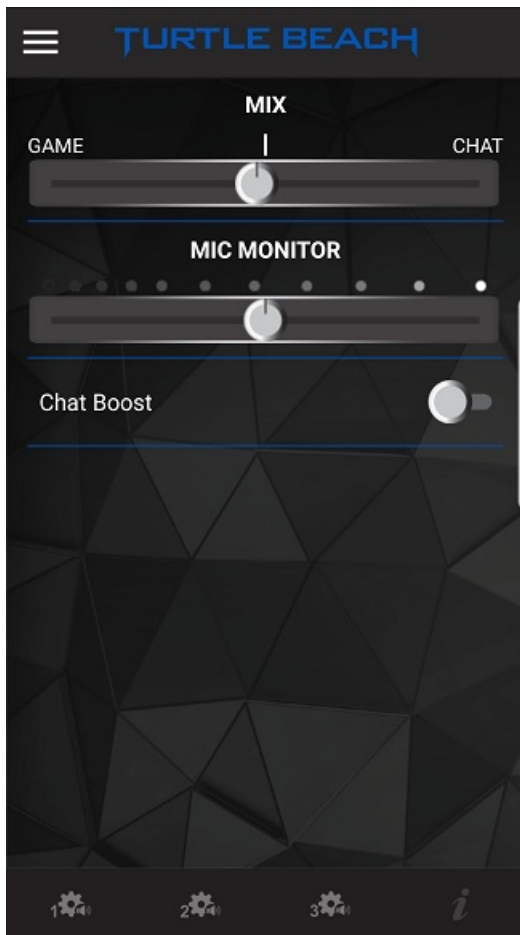 TURTLE BEACH
MIX
GAME CHAT
MIC MONITOR
Chat Boost
1 2 3 i